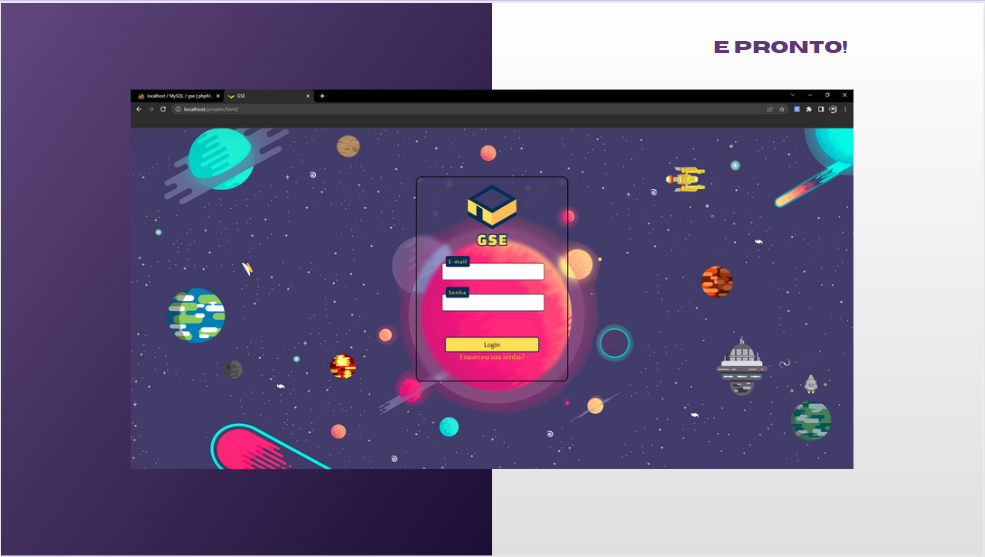 E PRONTO!
localhost / MySQL / gse | phpM
GSE
localhost/projeto/html/
GSE
E-mail
Senha
Login
Esqueceu sua senha?